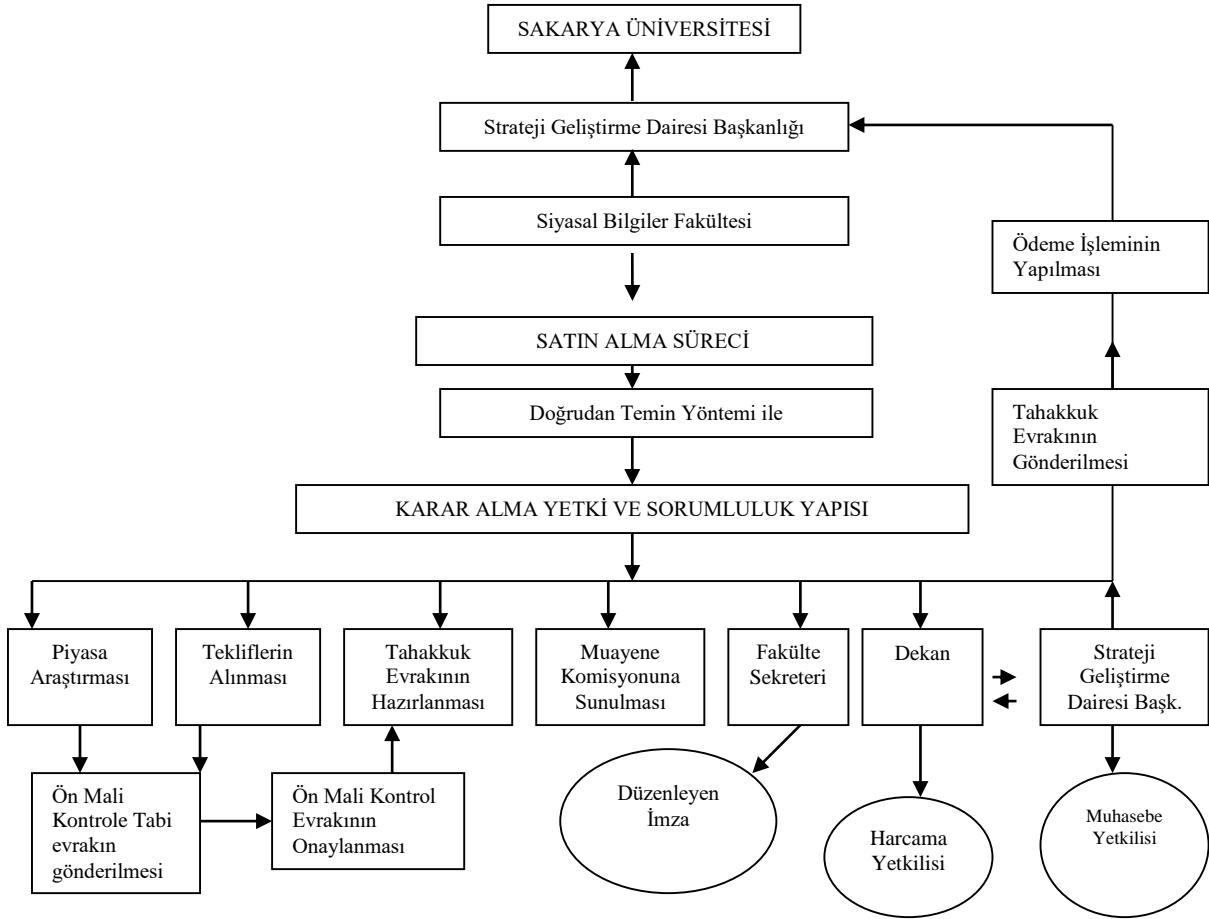 SAKARYA ÜNİVERSİTESİ
Strateji Geliştirme Dairesi Başkanlığı
Siyasal Bilgiler Fakültesi
Ödeme İşleminin
Yapılması
SATIN ALMA SÜRECİ
Doğrudan Temin Yöntemi ile
Tahakkuk
Evrakının
Gönderilmesi
KARAR ALMA YETKİ VE SORUMLULUK YAPISI
Piyasa
Araştırması
Tekliflerin
Alınması
Tahakkuk
Evrakının
Hazırlanması
Muayene
Komisyonuna
Sunulması
Fakülte
Sekreteri
Dekan
Strateji
Geliştirme
Dairesi Başk.
Ön Mali
Kontrole Tabi
evrakın
gönderilmesi
Ön Mali Kontrol
Evrakının
Onaylanması
Düzenleyen
İmza
Harcama
Yetkilisi
Muhasebe
Yetkilisi